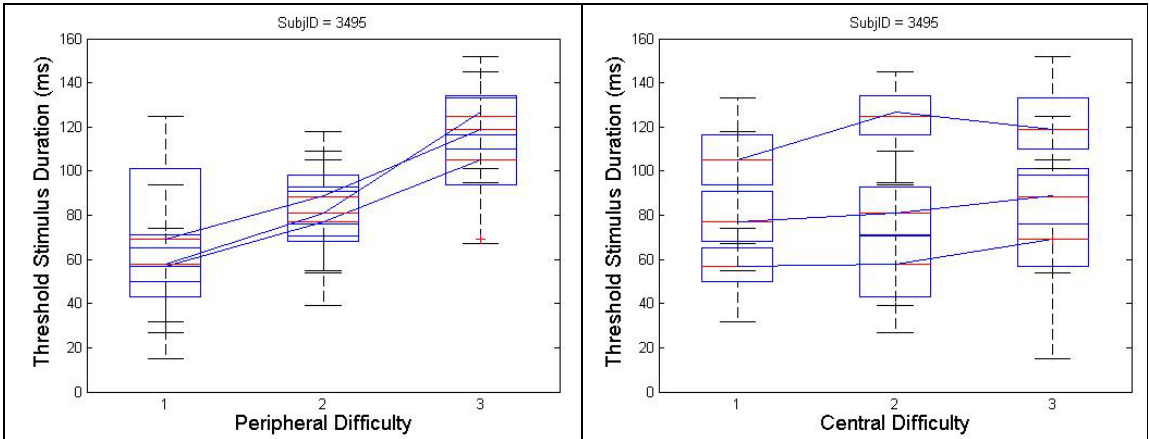 SubjID = 3495
Threshold Stimulus Duration (ms)
160
140
120
100
80
60
40
20
0
1 2 3
Peripheral Difficulty
SubjID = 3495
Threshold Stimulus Duration (ms)
160
140
120
100
80
60
40
20
0
1 2 3
Central Difficulty